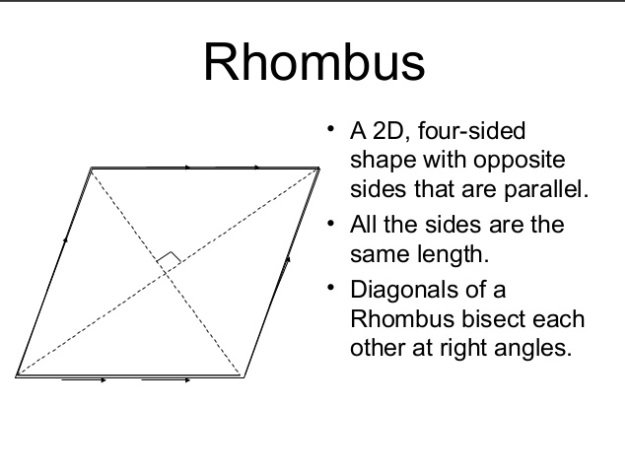 Rhombus
• A 2D, four-sided
shape with opposite
sides that are parallel.
• All the sides are the
same length.
• Diagonals of a
Rhombus bisect each
other at right angles.